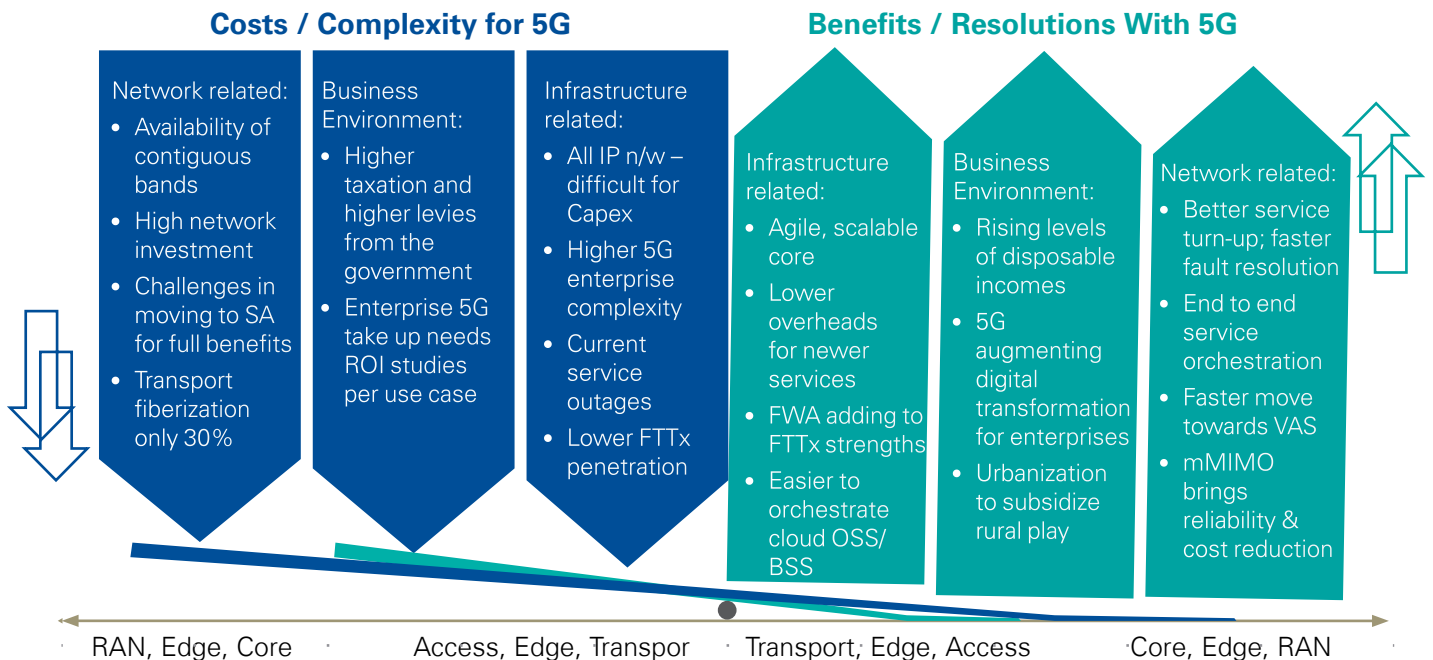 Costs / Complexity for 5G
Network related:
• Availability of
contiguous
bands
• High network
investment
• Challenges in
moving to SA
for full benefits
• Transport
fiberization
only 30%
Business
Environment:
• Higher
taxation and
higher levies
from the
government
• Enterprise 5G
take up needs
ROI studies
per use case
Infrastructure
related:
• All IP n/w –
difficult for
Capex
• Higher 5G
enterprise
complexity
• Current
service
outages
• Lower FTTx
penetration
Benefits / Resolutions With 5G
Infrastructure
related:
• Agile, scalable
core
• Lower
overheads
for newer
services
• FWA adding to
FTTx strengths
• Easier to
orchestrate
cloud OSS/
BSS
Business
Environment:
• Rising levels
of disposable
incomes
• 5G
augmenting
digital
transformation
for enterprises
• Urbanization
to subsidize
rural play
Network related:
• Better service
turn-up; faster
fault resolution
• End to end
service
orchestration
• Faster move
towards VAS
• mMIMO
brings
reliability &
cost reduction
RAN, Edge, Core
Access, Edge, Transpor
Transport, Edge, Access
Core, Edge, RAN